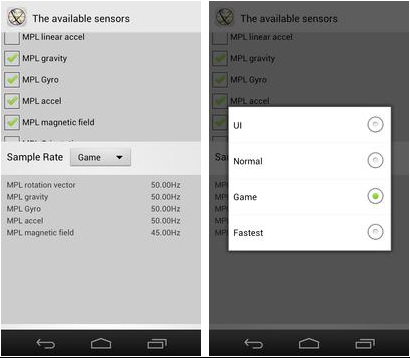 The available sensors
MPL linear accel
MPL gravity
MPL Gyro
MPL accel
MPL magnetic field
Sample Rate Game
MPL rotation vector 50.00Hz
MPL gravity 50.00Hz
MPL Gyro 50.00Hz
MPL accel 50.00Hz
MPL magnetic field 45.00Hz
The available sensors
MPL linear accel
MPL gravity
MPL Gyro
MPL accel
UI
Normal
Game
Fastest